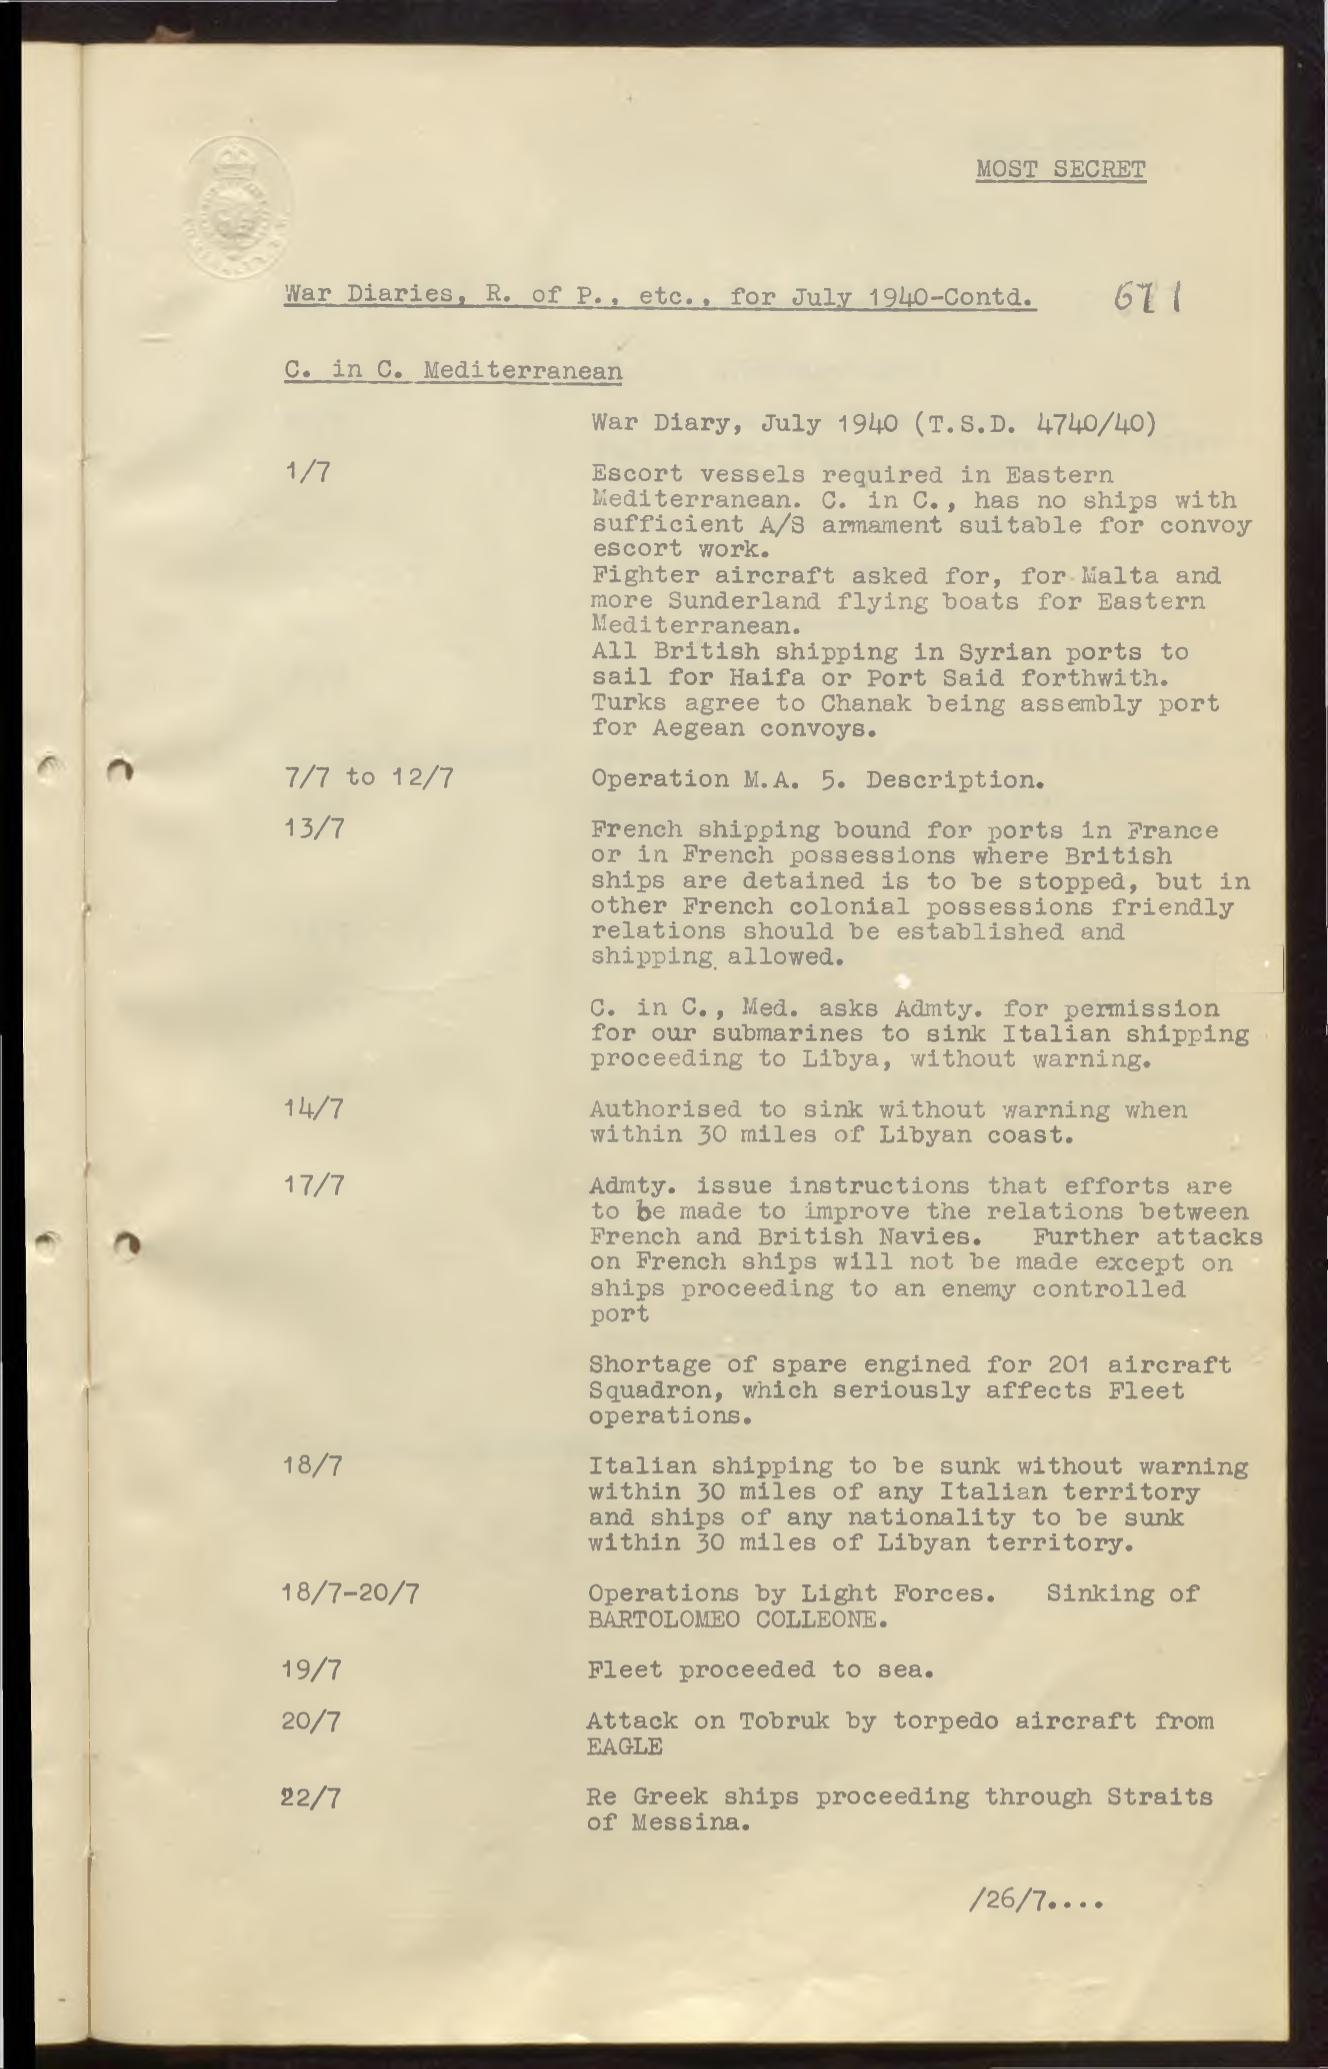 MOST SECRET
War Diaries, R. of P., etc., for July 1940-Contd. 671
C. in C. Mediterranean
War Diary, July 1940 (T.S.D. 4740/40)
1/7 Escort vessels required in Eastern
Mediterranean. C. in C., has no ships with
sufficient A/S armament suitable for convoy
escort work.
Fighter aircraft asked for, for Malta and
more Sunderland flying boats for Eastern
Mediterranean.
All British shipping in Syrian ports to
sail for Haifa or Port Said forthwith.
Turks agree to Chanak being assembly port
for Aegean convoys.
7/7 to 12/7 Operation M.A. 5. Description.
13/7 French shipping bound for ports in France
or in French possessions where British
ships are detained is to be stopped, but in
other French colonial possessions friendly
relations should be established and
shipping allowed.
C. in C., Med. asks Admty. for permission
for our submarines to sink Italian shipping
proceeding to Libya, without warning.
14/7 Authorised to sink without warning when
within 30 miles of Libyan coast.
17/7 Admty. issue instructions that efforts are
to be made to improve the relations between
French and British Navies. Further attacks
on French ships will not be made except on
ships proceeding to an enemy controlled
port
Shortage of spare engined for 201 aircraft
Squadron, which seriously affects Fleet
operations.
18/7 Italian shipping to be sunk without warning
within 30 miles of any Italian territory
and ships of any nationality to be sunk
within 30 miles of Libyan territory.
18/7-20/7 Operations by Light Forces. Sinking of
BARTOLOMEO COLLEONE.
19/7 Fleet proceeded to sea.
20/7 Attack on Tobruk by torpedo aircraft from
EAGLE
22/7 Re Greek ships proceeding through Straits
of Messina.
/26/7....